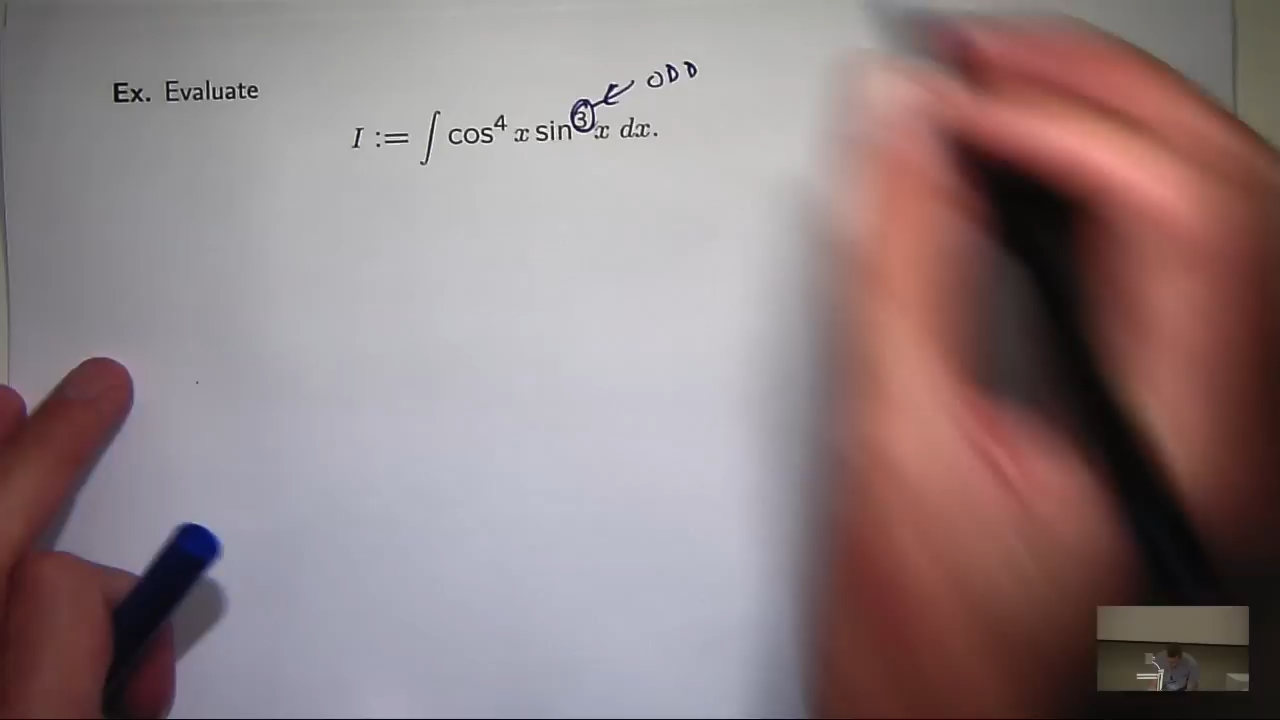 ← ODD
Ex. Evaluate
I := ∫ cos⁴ x sin³ x dx.